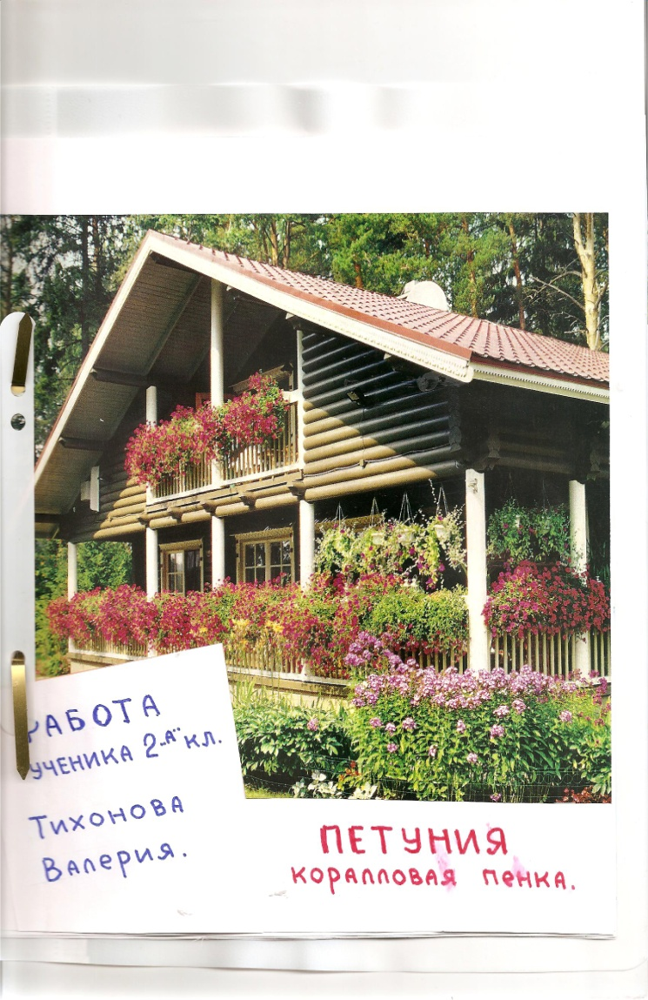 РАБОТА
УЧЕНИКА 2-"А" КЛ.
ТИХОНОВА
Валерия.
ПЕТУНИЯ
коралловая пенка.